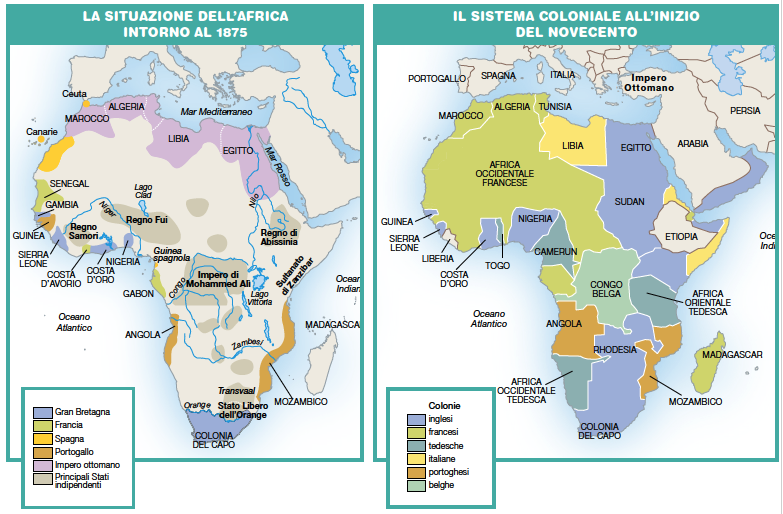 LA SITUAZIONE DELL'AFRICA
INTORNO AL 1875
Ceuta
ALGERIA
MAROCCO
Mar Mediterraneo
Canarie
LIBIA
EGITTO
Mar Rosso
SENEGAL
Lago
Ciad
Nilo
GAMBIA
Niger
Regno Fui
GUINEA
Regno
Samori
Regno di
Abissinia
SIERRA
LEONE
Guinea
spagnola
NIGERIA
COSTA
D'AVORIO
COSTA
D'ORO
Impero di
Mohammed Ali
Sultanato
di Zanzibar
GABON
Congo
Lago
Vittoria
Ocean
Indian
Oceano
Atlantico
ANGOLA
MADAGASCA
Zambesi
Transvaal
MOZAMBICO
Orange
Stato Libero
dell'Orange
COLONIA
DEL CAPO
Gran Bretagna
Francia
Spagna
Portogallo
Impero ottomano
Principali Stati
indipendenti
IL SISTEMA COLONIALE ALL'INIZIO
DEL NOVECENTO
PORTOGALLO
SPAGNA
ITALIA
Impero
Ottomano
MAROCCO
ALGERIA
TUNISIA
PERSIA
LIBIA
EGITTO
ARABIA
AFRICA
OCCIDENTALE
FRANCESE
SUDAN
GUINEA
NIGERIA
SIERRA
LEONE
ETIOPIA
LIBERIA
CAMERUN
COSTA
D'ORO
TOGO
Oce
Indi
CONGO
BELGA
AFRICA
ORIENTALE
TEDESCA
Oceano
Atlantico
ANGOLA
RHODESIA
MADAGASCAR
AFRICA
OCCIDENTALE
TEDESCA
MOZAMBICO
COLONIA
DEL CAPO
Colonie
inglesi
francesi
tedesche
italiane
portoghesi
belghe